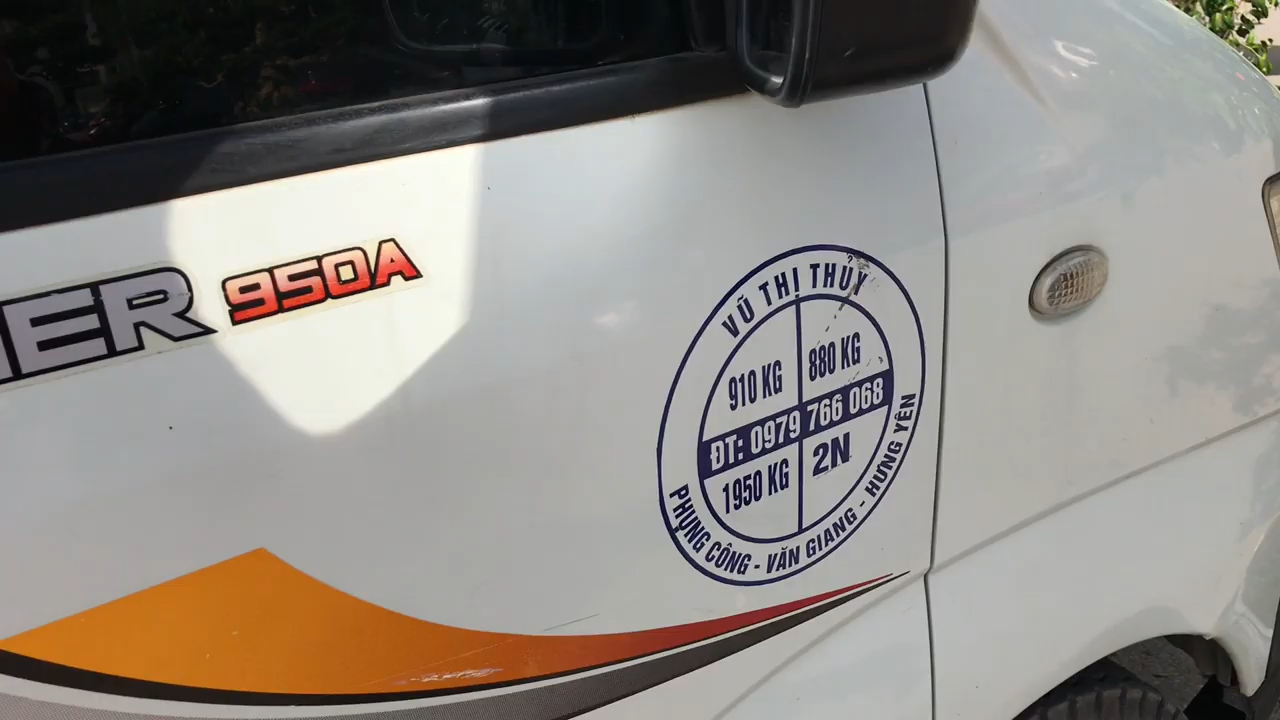 950A
VŨ THỊ THỦY
910 KG
880 KG
ĐT: 0979 766 068
1950 KG
2N
PHỤNG CÔNG - VĂN GIANG - HƯNG YÊN